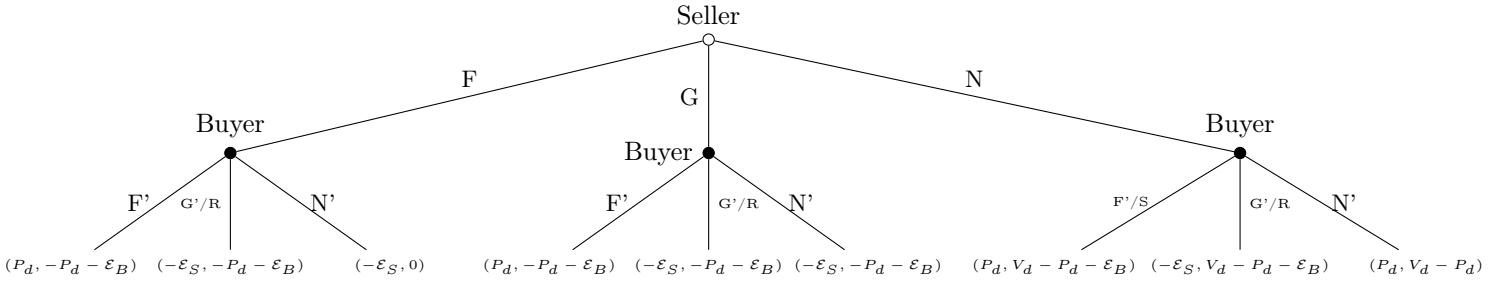 Seller
F
G
N
Buyer
Buyer
Buyer
F'
G'/R
N'
F'
G'/R
N'
F'/S
G'/R
N'
(P_d, −P_d − ℰ_B)
(−ℰ_S, −P_d − ℰ_B)
(−ℰ_S, 0)
(P_d, −P_d − ℰ_B)
(−ℰ_S, −P_d − ℰ_B)
(−ℰ_S, −P_d − ℰ_B)
(P_d, V_d − P_d − ℰ_B)
(−ℰ_S, V_d − P_d − ℰ_B)
(P_d, V_d − P_d)